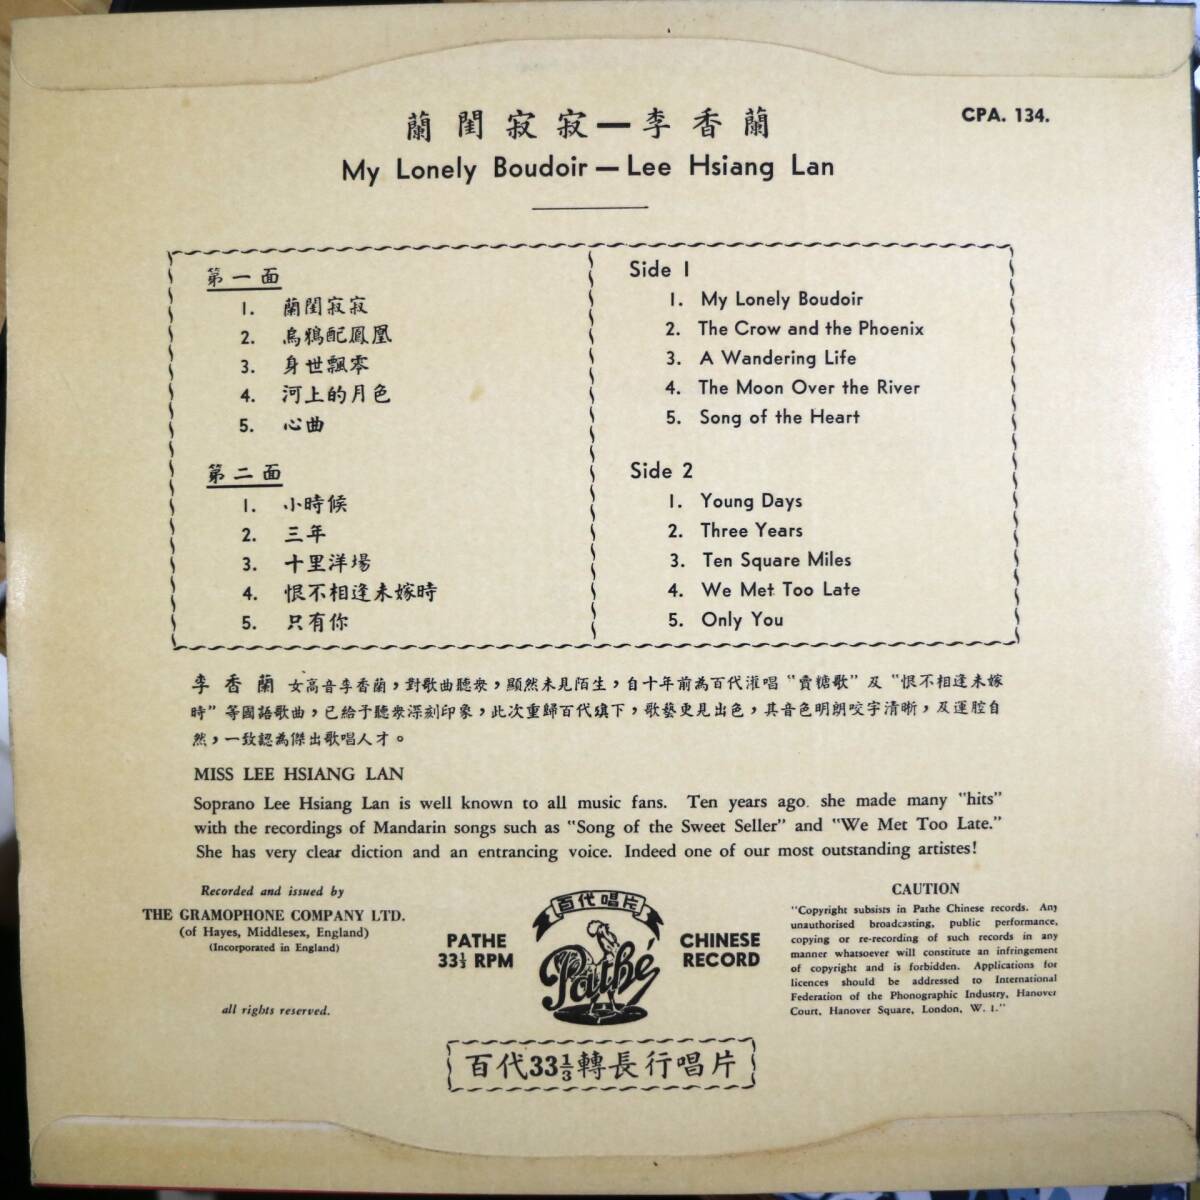 蘭閨寂寂—李香蘭
CPA. 134.
My Lonely Boudoir — Lee Hsiang Lan
第一面
1. 蘭閨寂寂
2. 烏鴉配鳳凰
3. 身世飄零
4. 河上的月色
5. 心曲
第二面
1. 小時候
2. 三年
3. 十里洋場
4. 恨不相逢未嫁時
5. 只有你
Side 1
1. My Lonely Boudoir
2. The Crow and the Phoenix
3. A Wandering Life
4. The Moon Over the River
5. Song of the Heart
Side 2
1. Young Days
2. Three Years
3. Ten Square Miles
4. We Met Too Late
5. Only You
李香蘭 女高音李香蘭，對歌曲聽衆，顯然未見陌生，自十年前為百代灌唱“賣糖歌”及“恨不相逢未嫁
時”等國語歌曲，已給于聽衆深刻印象，此次重歸百代旗下，歌藝更見出色，其音色明朗咬字清晰，及運腔自
然，一致認為傑出歌唱人才。
MISS LEE HSIANG LAN
Soprano Lee Hsiang Lan is well known to all music fans. Ten years ago she made many "hits"
with the recordings of Mandarin songs such as "Song of the Sweet Seller" and "We Met Too Late."
She has very clear diction and an entrancing voice. Indeed one of our most outstanding artistes!
Recorded and issued by
THE GRAMOPHONE COMPANY LTD.
(of Hayes, Middlesex, England)
(Incorporated in England)
all rights reserved.
百代唱片
Pathé
PATHE
33⅓ RPM
CHINESE
RECORD
CAUTION
"Copyright subsists in Pathe Chinese records. Any
unauthorised broadcasting, public performance,
copying or re-recording of such records in any
manner whatsoever will constitute an infringement
of copyright and is forbidden. Applications for
licences should be addressed to International
Federation of the Phonographic Industry, Hanover
Court, Hanover Square, London, W. 1."
百代33⅓轉長行唱片